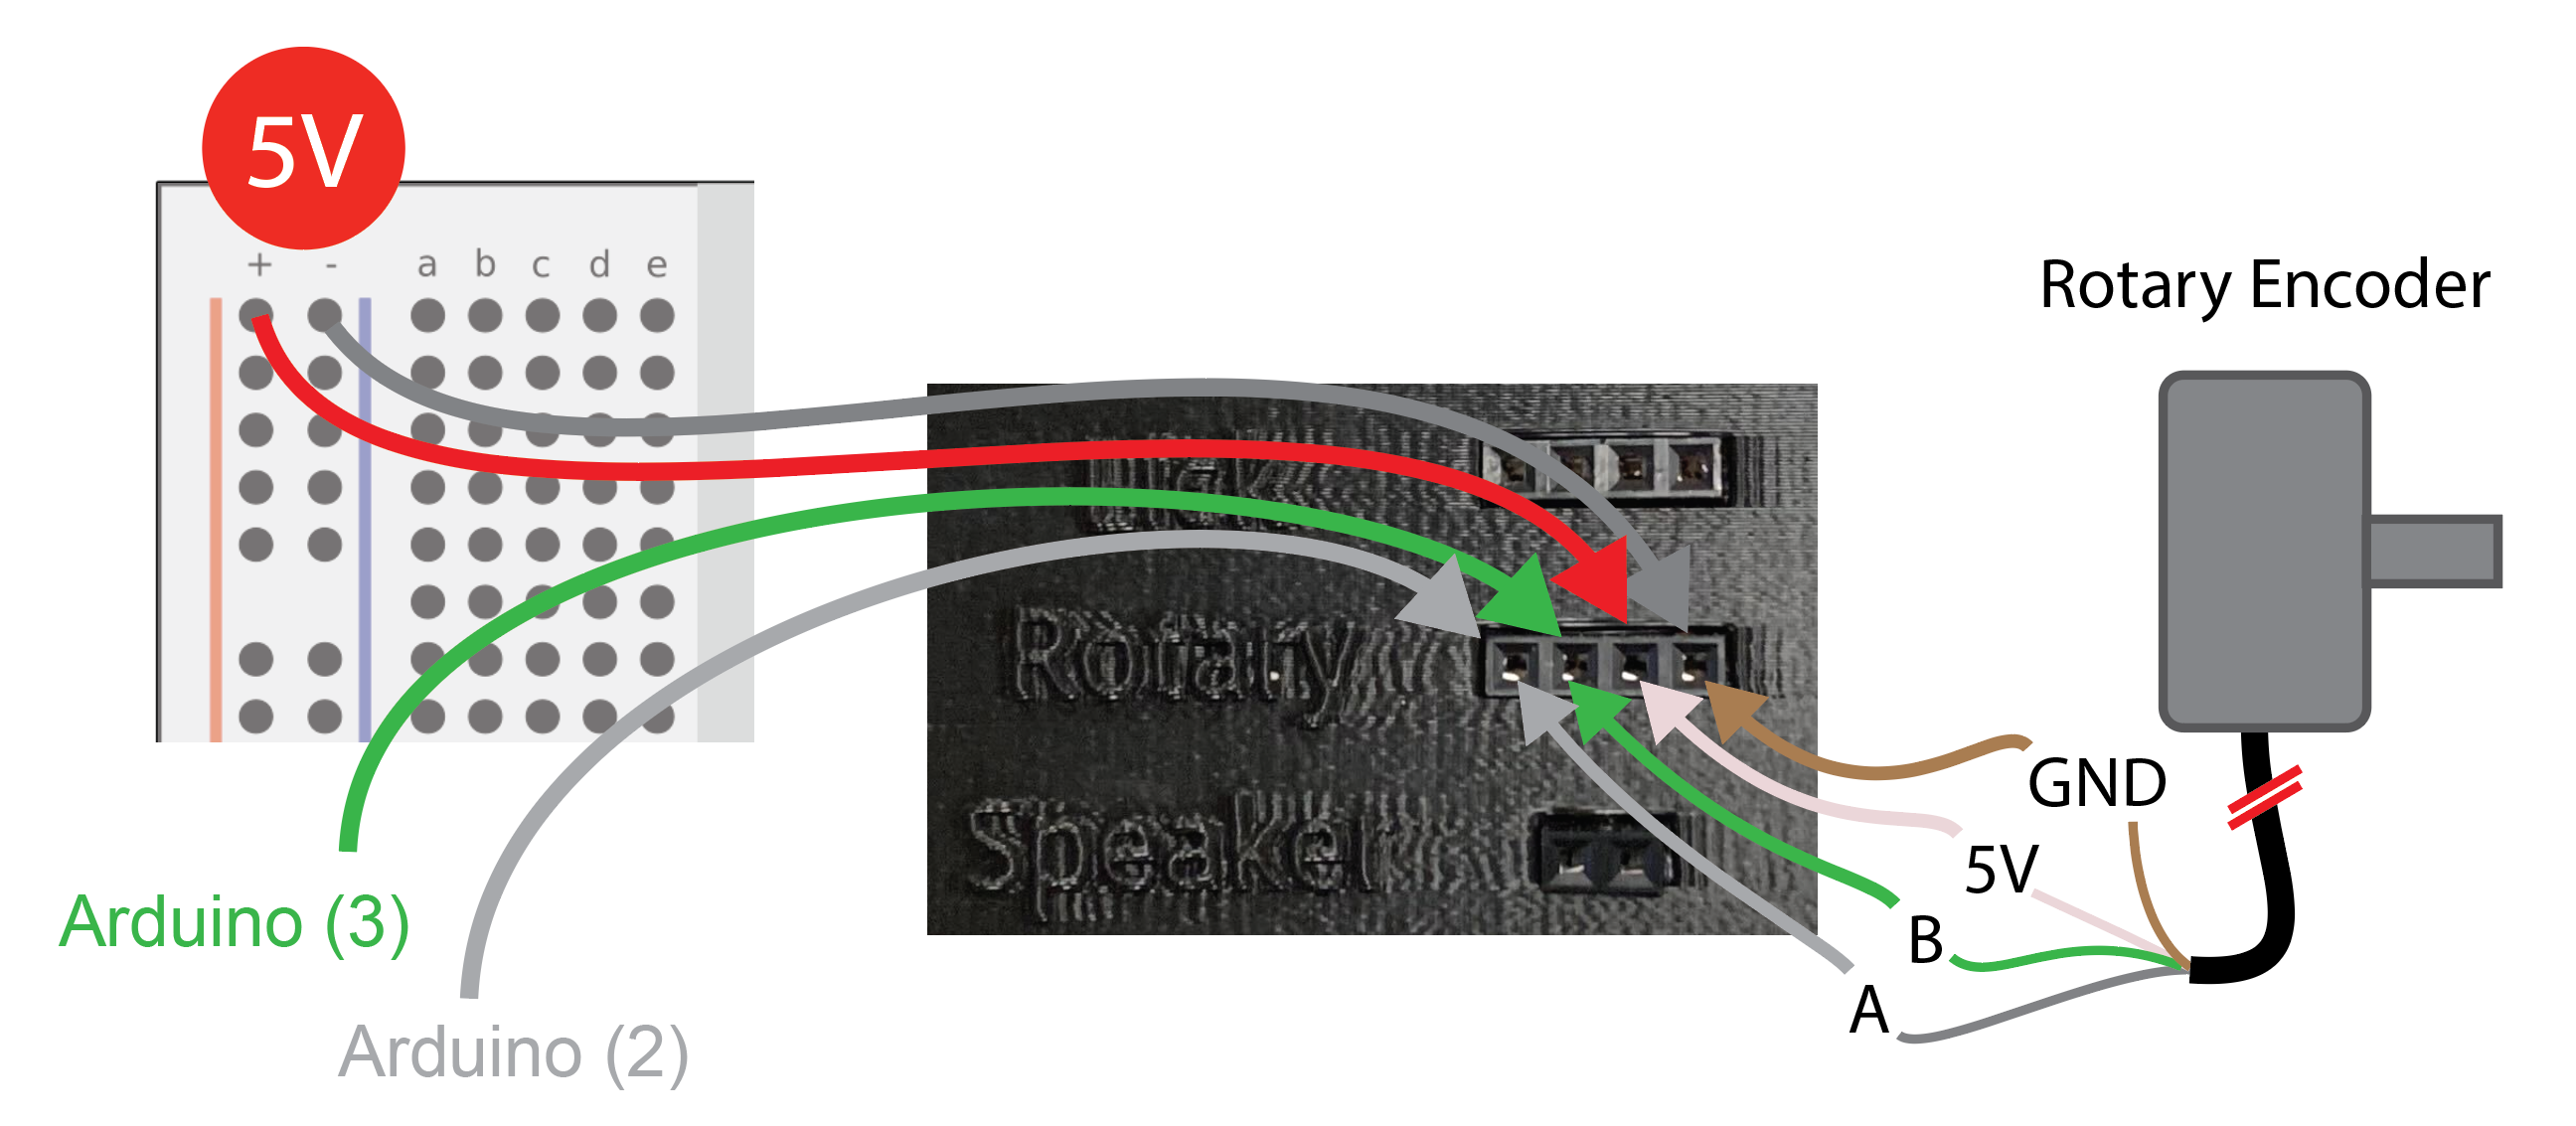 5V
+ - a b c d e
Rotary Encoder
Rotary
Speaker
GND
5V
B
A
Arduino (3)
Arduino (2)